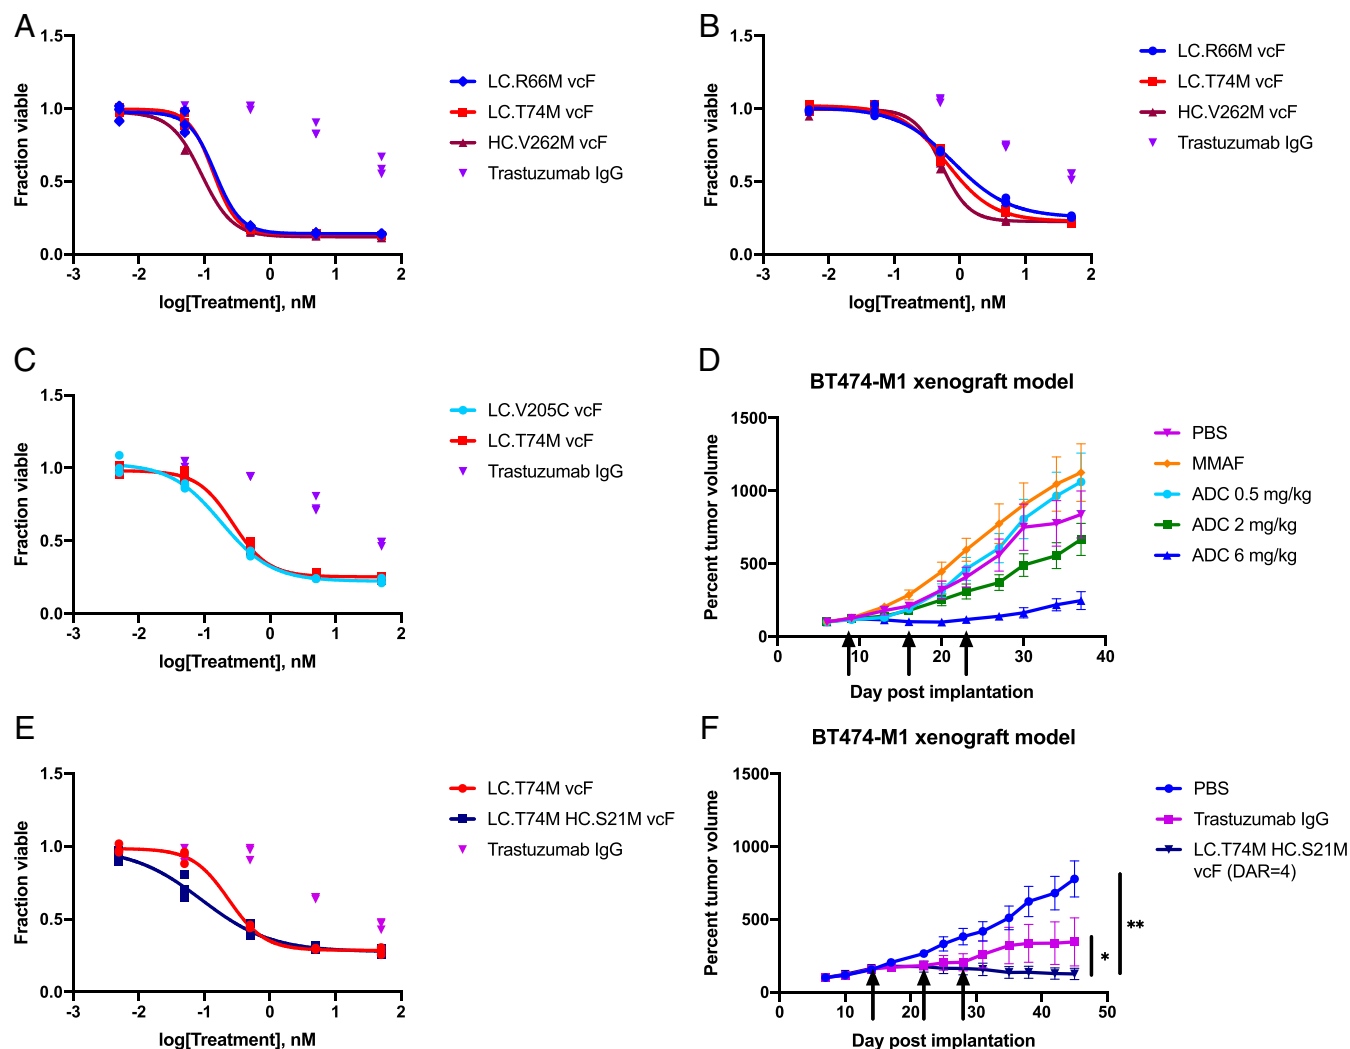 A
1.5
1.0
0.5
0.0
-3
-2
-1
0
1
2
Fraction viable
log[Treatment], nM
LC.R66M vcF
LC.T74M vcF
HC.V262M vcF
Trastuzumab IgG
B
1.5
1.0
0.5
0.0
-3
-2
-1
0
1
2
Fraction viable
log[Treatment], nM
LC.R66M vcF
LC.T74M vcF
HC.V262M vcF
Trastuzumab IgG
C
1.5
1.0
0.5
0.0
-3
-2
-1
0
1
2
Fraction viable
log[Treatment], nM
LC.V205C vcF
LC.T74M vcF
Trastuzumab IgG
D
BT474-M1 xenograft model
1500
1000
500
0
0
10
20
30
40
Percent tumor volume
Day post implantation
PBS
MMAF
ADC 0.5 mg/kg
ADC 2 mg/kg
ADC 6 mg/kg
E
1.5
1.0
0.5
0.0
-3
-2
-1
0
1
2
Fraction viable
log[Treatment], nM
LC.T74M vcF
LC.T74M HC.S21M vcF
Trastuzumab IgG
F
BT474-M1 xenograft model
1500
1000
500
0
0
10
20
30
40
50
Percent tumor volume
Day post implantation
PBS
Trastuzumab IgG
LC.T74M HC.S21M
vcF (DAR=4)
*
**